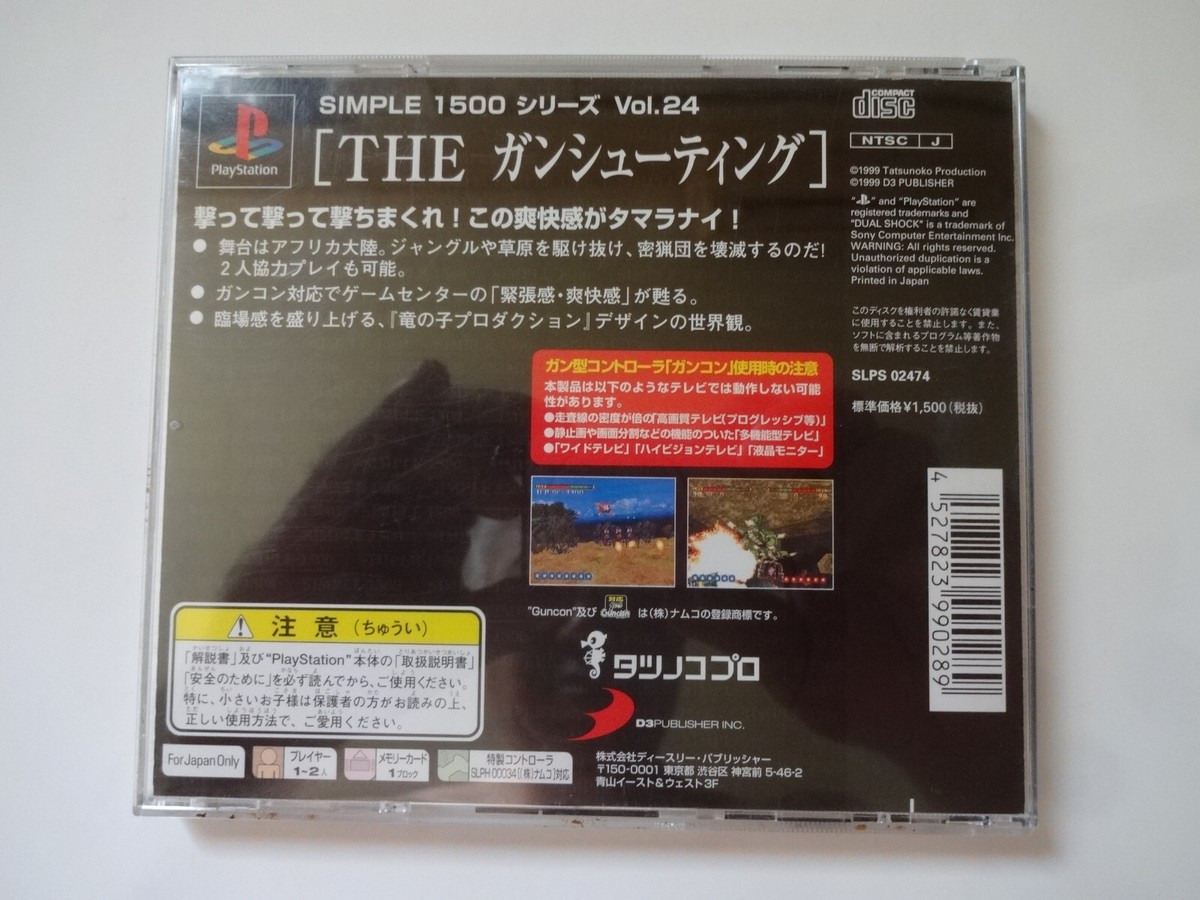 PlayStation
SIMPLE 1500 シリーズ Vol.24
[THE ガンシューティング]
撃って撃って撃ちまくれ！この爽快感がタマラナイ！
● 舞台はアフリカ大陸。ジャングルや草原を駆け抜け、密猟団を壊滅するのだ！
２人協力プレイも可能。
● ガンコン対応でゲームセンターの「緊張感・爽快感」が甦る。
● 臨場感を盛り上げる、『竜の子プロダクション』デザインの世界観。
ガン型コントローラ「ガンコン」使用時の注意
本製品は以下のようなテレビでは動作しない可能
性があります。
●走査線の密度が倍の「高画質テレビ（プログレッシブ等）」
●静止画や画面分割などの機能のついた「多機能型テレビ」
●「ワイドテレビ」「ハイビジョンテレビ」「液晶モニター」
"Guncon"及び 対応 Guncon は（株）ナムコの登録商標です。
タツノコプロ
D3PUBLISHER INC.
株式会社ディースリー・パブリッシャー
〒150-0001 東京都 渋谷区 神宮前 5-46-2
青山イースト＆ウェスト3F
COMPACT
disc
NTSC J
©1999 Tatsunoko Production
©1999 D3 PUBLISHER
" " and "PlayStation" are
registered trademarks and
"DUAL SHOCK" is a trademark of
Sony Computer Entertainment Inc.
WARNING: All rights reserved.
Unauthorized duplication is a
violation of applicable laws.
Printed in Japan
このディスクを権利者の許諾なく賃貸業
に使用することを禁止します。また、
ソフトに含まれるプログラム等著作物
を無断で解析することを禁止します。
SLPS 02474
標準価格¥1,500（税抜）
4 527823 990289
注意（ちゅうい）
「解説書」及び"PlayStation"本体の「取扱説明書」
「安全のために」を必ず読んでから、ご使用ください。
特に、小さいお子様は保護者の方がお読みの上、
正しい使用方法で、ご愛用ください。
For Japan Only
プレイヤー
1～2人
メモリーカード
1ブロック
特製コントローラ
SLPH 00034[(株)ナムコ]対応